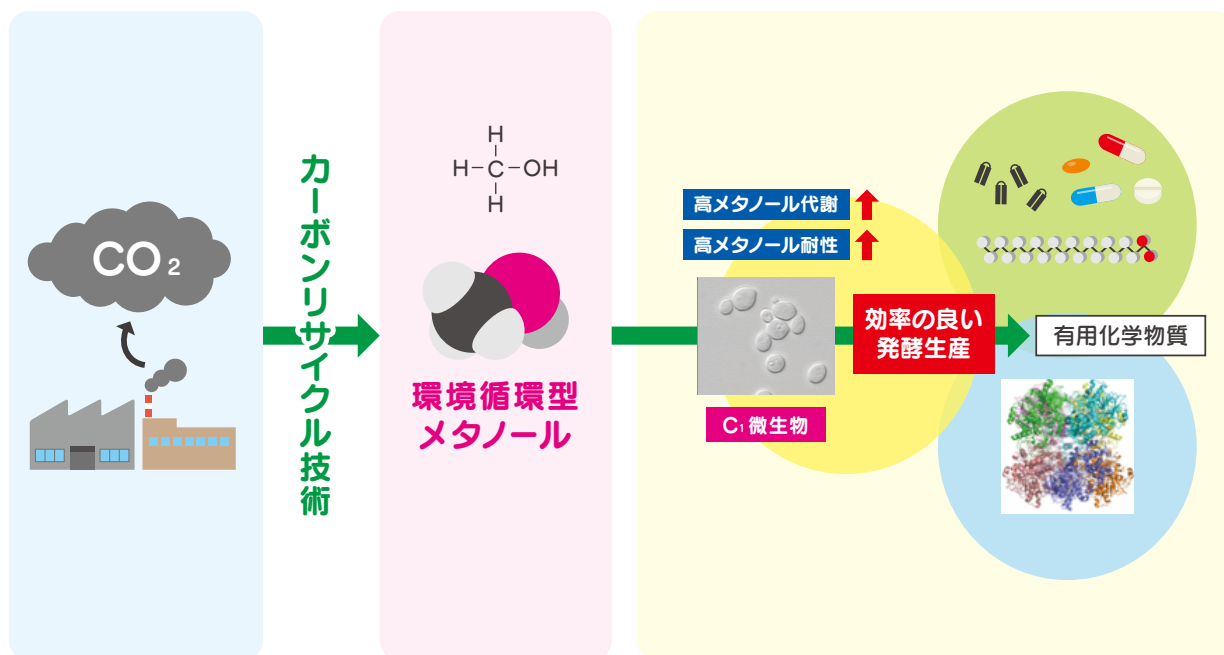 CO₂
カーボンリサイクル技術
H
H-C-OH
H
環境循環型
メタノール
高メタノール代謝
高メタノール耐性
C₁微生物
効率の良い
発酵生産
有用化学物質